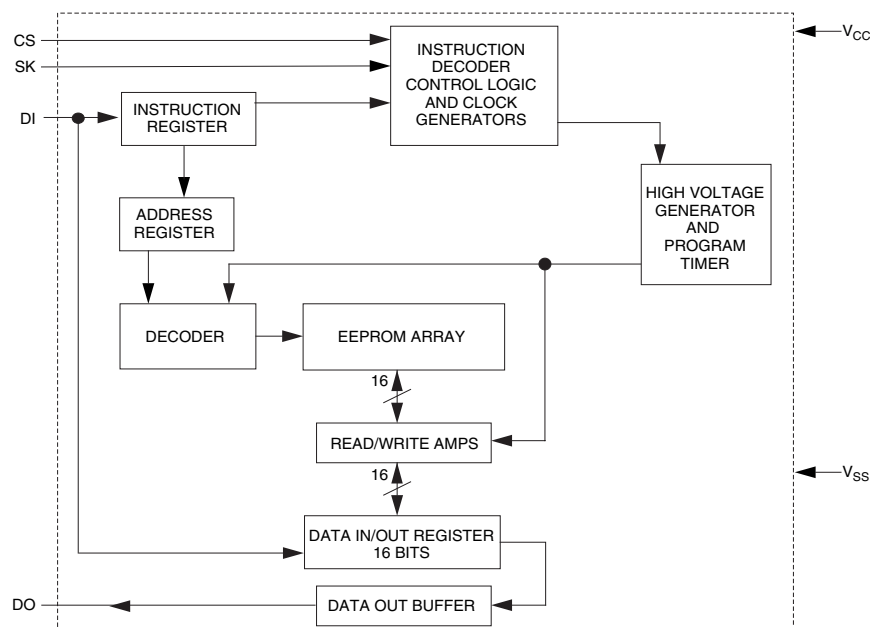 CS
SK
DI
INSTRUCTION
REGISTER
INSTRUCTION
DECODER
CONTROL LOGIC
AND CLOCK
GENERATORS
V_CC
ADDRESS
REGISTER
HIGH VOLTAGE
GENERATOR
AND
PROGRAM
TIMER
DECODER
EEPROM ARRAY
16
READ/WRITE AMPS
16
V_SS
DATA IN/OUT REGISTER
16 BITS
DO
DATA OUT BUFFER